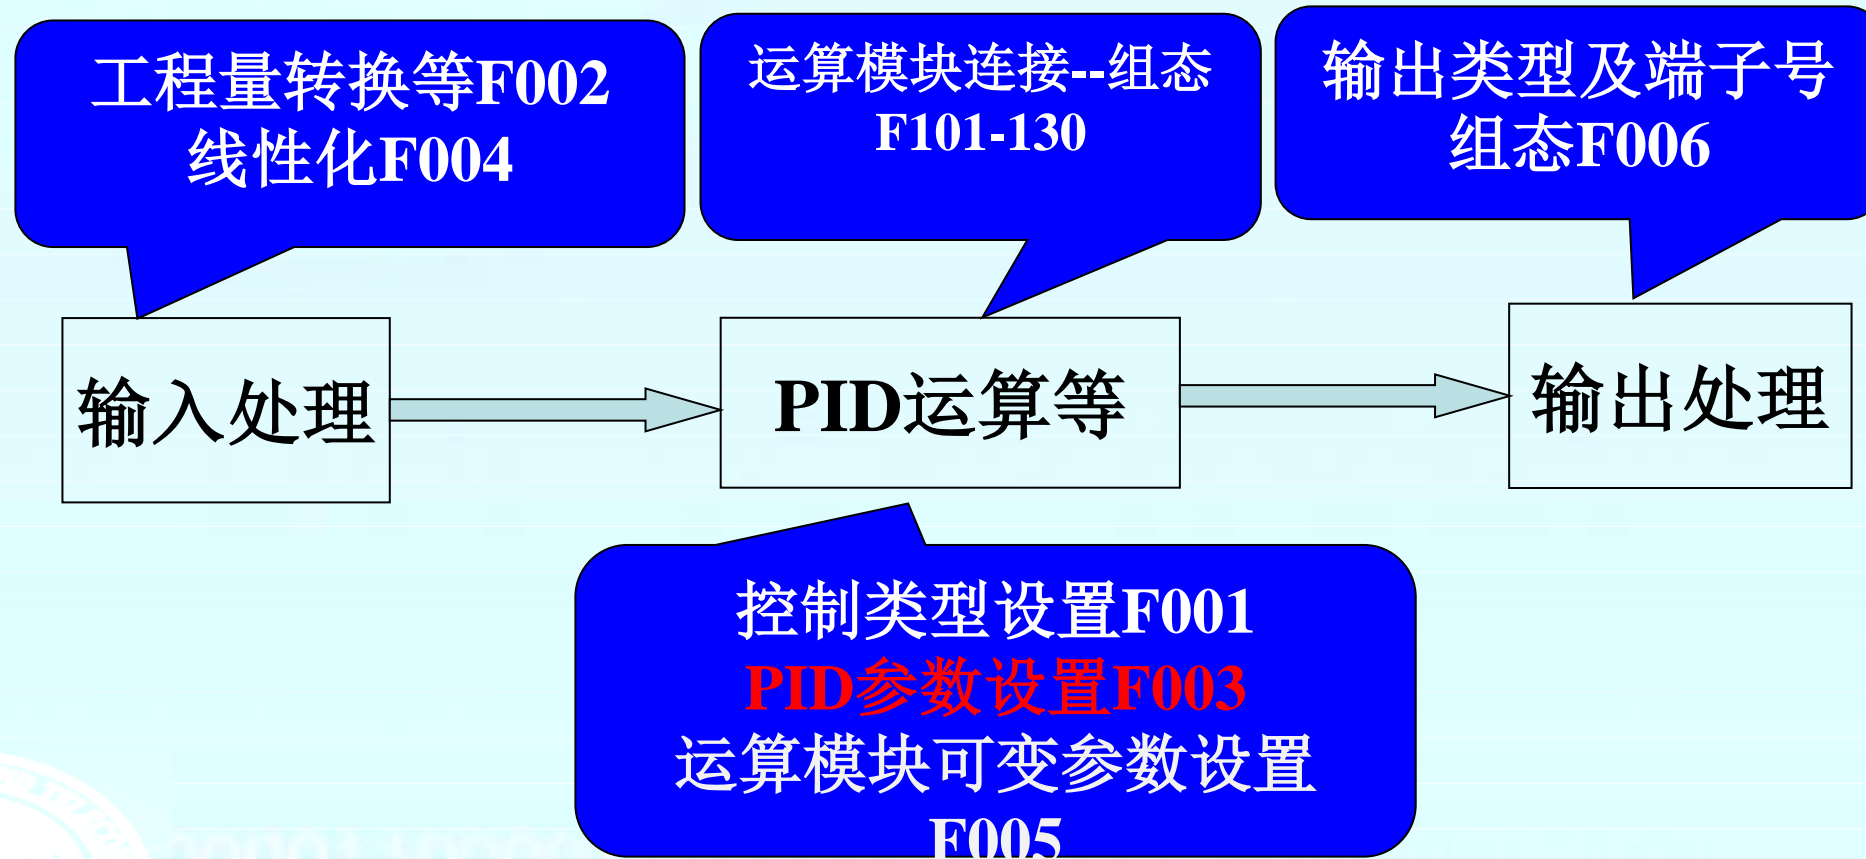 工程量转换等F002
线性化F004
运算模块连接--组态
F101-130
输出类型及端子号
组态F006
输入处理
PID运算等
输出处理
控制类型设置F001
PID参数设置F003
运算模块可变参数设置
F005